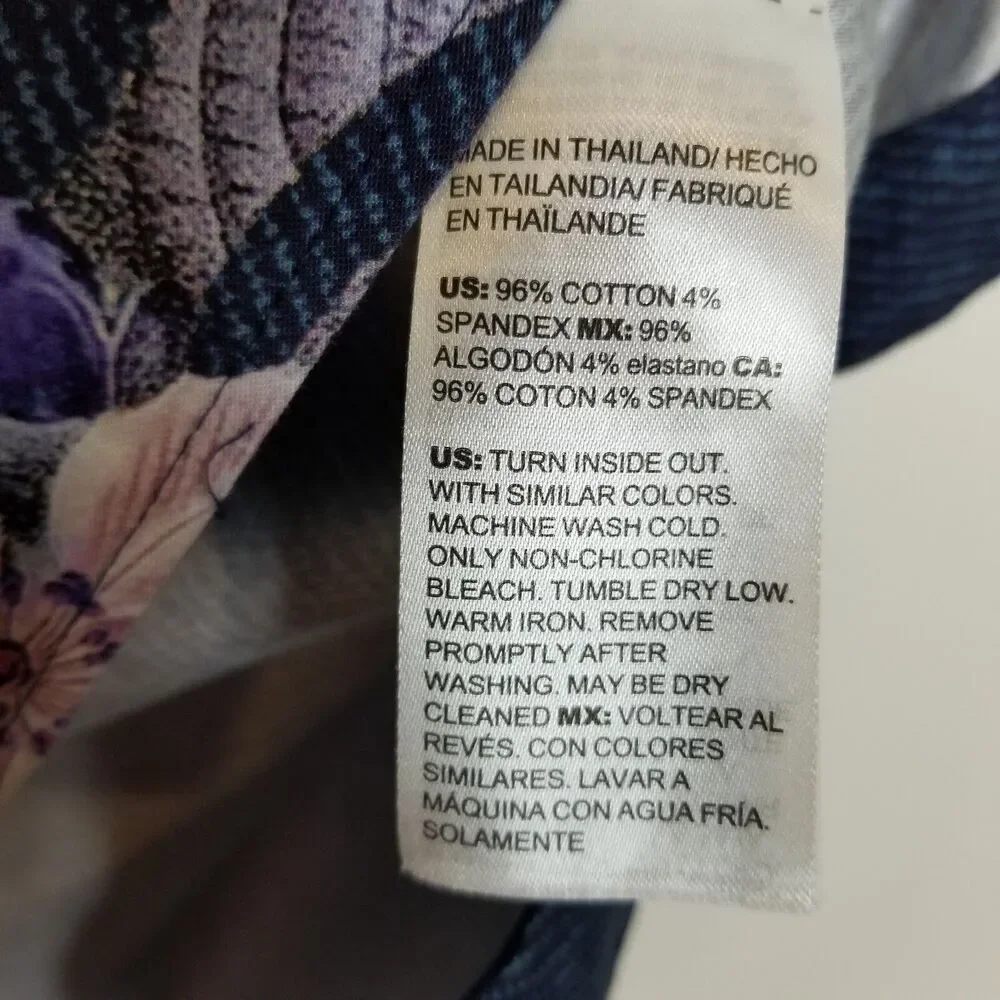 MADE IN THAILAND/ HECHO
EN TAILANDIA/ FABRIQUÉ
EN THAÏLANDE
US: 96% COTTON 4%
SPANDEX MX: 96%
ALGODÓN 4% elastano CA:
96% COTON 4% SPANDEX
US: TURN INSIDE OUT.
WITH SIMILAR COLORS.
MACHINE WASH COLD.
ONLY NON-CHLORINE
BLEACH. TUMBLE DRY LOW.
WARM IRON. REMOVE
PROMPTLY AFTER
WASHING. MAY BE DRY
CLEANED MX: VOLTEAR AL
REVÉS. CON COLORES
SIMILARES. LAVAR A
MÁQUINA CON AGUA FRÍA.
SOLAMENTE